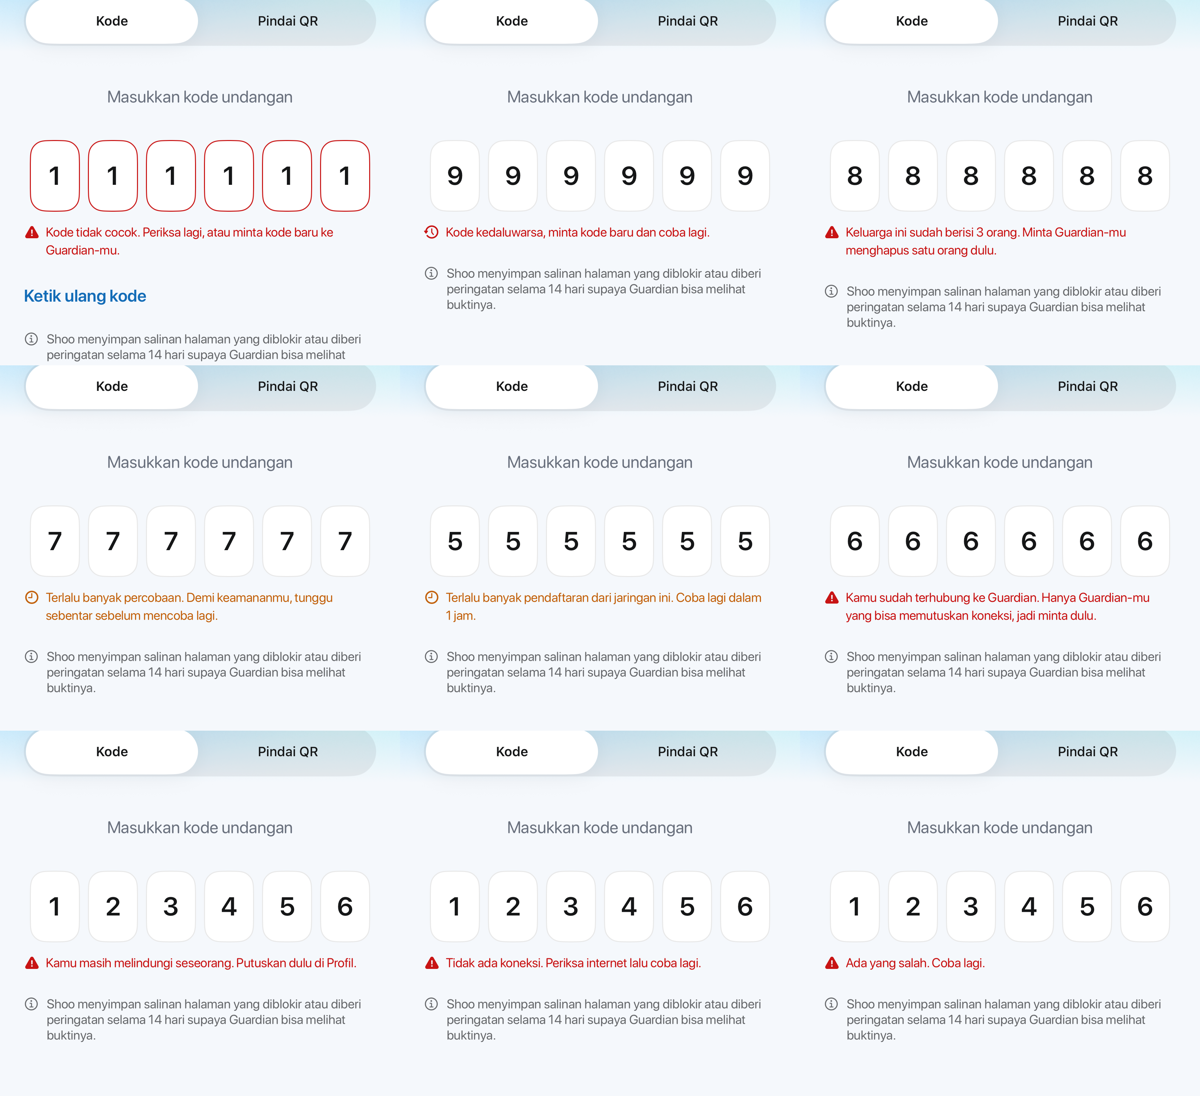 Kode Pindai QR
Masukkan kode undangan
1 1 1 1 1 1
Kode tidak cocok. Periksa lagi, atau minta kode baru ke
Guardian-mu.
Ketik ulang kode
Shoo menyimpan salinan halaman yang diblokir atau diberi
peringatan selama 14 hari supaya Guardian bisa melihat
Kode Pindai QR
Masukkan kode undangan
9 9 9 9 9 9
Kode kedaluwarsa, minta kode baru dan coba lagi.
Shoo menyimpan salinan halaman yang diblokir atau diberi
peringatan selama 14 hari supaya Guardian bisa melihat
buktinya.
Kode Pindai QR
Masukkan kode undangan
8 8 8 8 8 8
Keluarga ini sudah berisi 3 orang. Minta Guardian-mu
menghapus satu orang dulu.
Shoo menyimpan salinan halaman yang diblokir atau diberi
peringatan selama 14 hari supaya Guardian bisa melihat
buktinya.
Kode Pindai QR
Masukkan kode undangan
7 7 7 7 7 7
Terlalu banyak percobaan. Demi keamananmu, tunggu
sebentar sebelum mencoba lagi.
Shoo menyimpan salinan halaman yang diblokir atau diberi
peringatan selama 14 hari supaya Guardian bisa melihat
buktinya.
Kode Pindai QR
Masukkan kode undangan
5 5 5 5 5 5
Terlalu banyak pendaftaran dari jaringan ini. Coba lagi dalam
1 jam.
Shoo menyimpan salinan halaman yang diblokir atau diberi
peringatan selama 14 hari supaya Guardian bisa melihat
buktinya.
Kode Pindai QR
Masukkan kode undangan
6 6 6 6 6 6
Kamu sudah terhubung ke Guardian. Hanya Guardian-mu
yang bisa memutuskan koneksi, jadi minta dulu.
Shoo menyimpan salinan halaman yang diblokir atau diberi
peringatan selama 14 hari supaya Guardian bisa melihat
buktinya.
Kode Pindai QR
Masukkan kode undangan
1 2 3 4 5 6
Kamu masih melindungi seseorang. Putuskan dulu di Profil.
Shoo menyimpan salinan halaman yang diblokir atau diberi
peringatan selama 14 hari supaya Guardian bisa melihat
buktinya.
Kode Pindai QR
Masukkan kode undangan
1 2 3 4 5 6
Tidak ada koneksi. Periksa internet lalu coba lagi.
Shoo menyimpan salinan halaman yang diblokir atau diberi
peringatan selama 14 hari supaya Guardian bisa melihat
buktinya.
Kode Pindai QR
Masukkan kode undangan
1 2 3 4 5 6
Ada yang salah. Coba lagi.
Shoo menyimpan salinan halaman yang diblokir atau diberi
peringatan selama 14 hari supaya Guardian bisa melihat
buktinya.